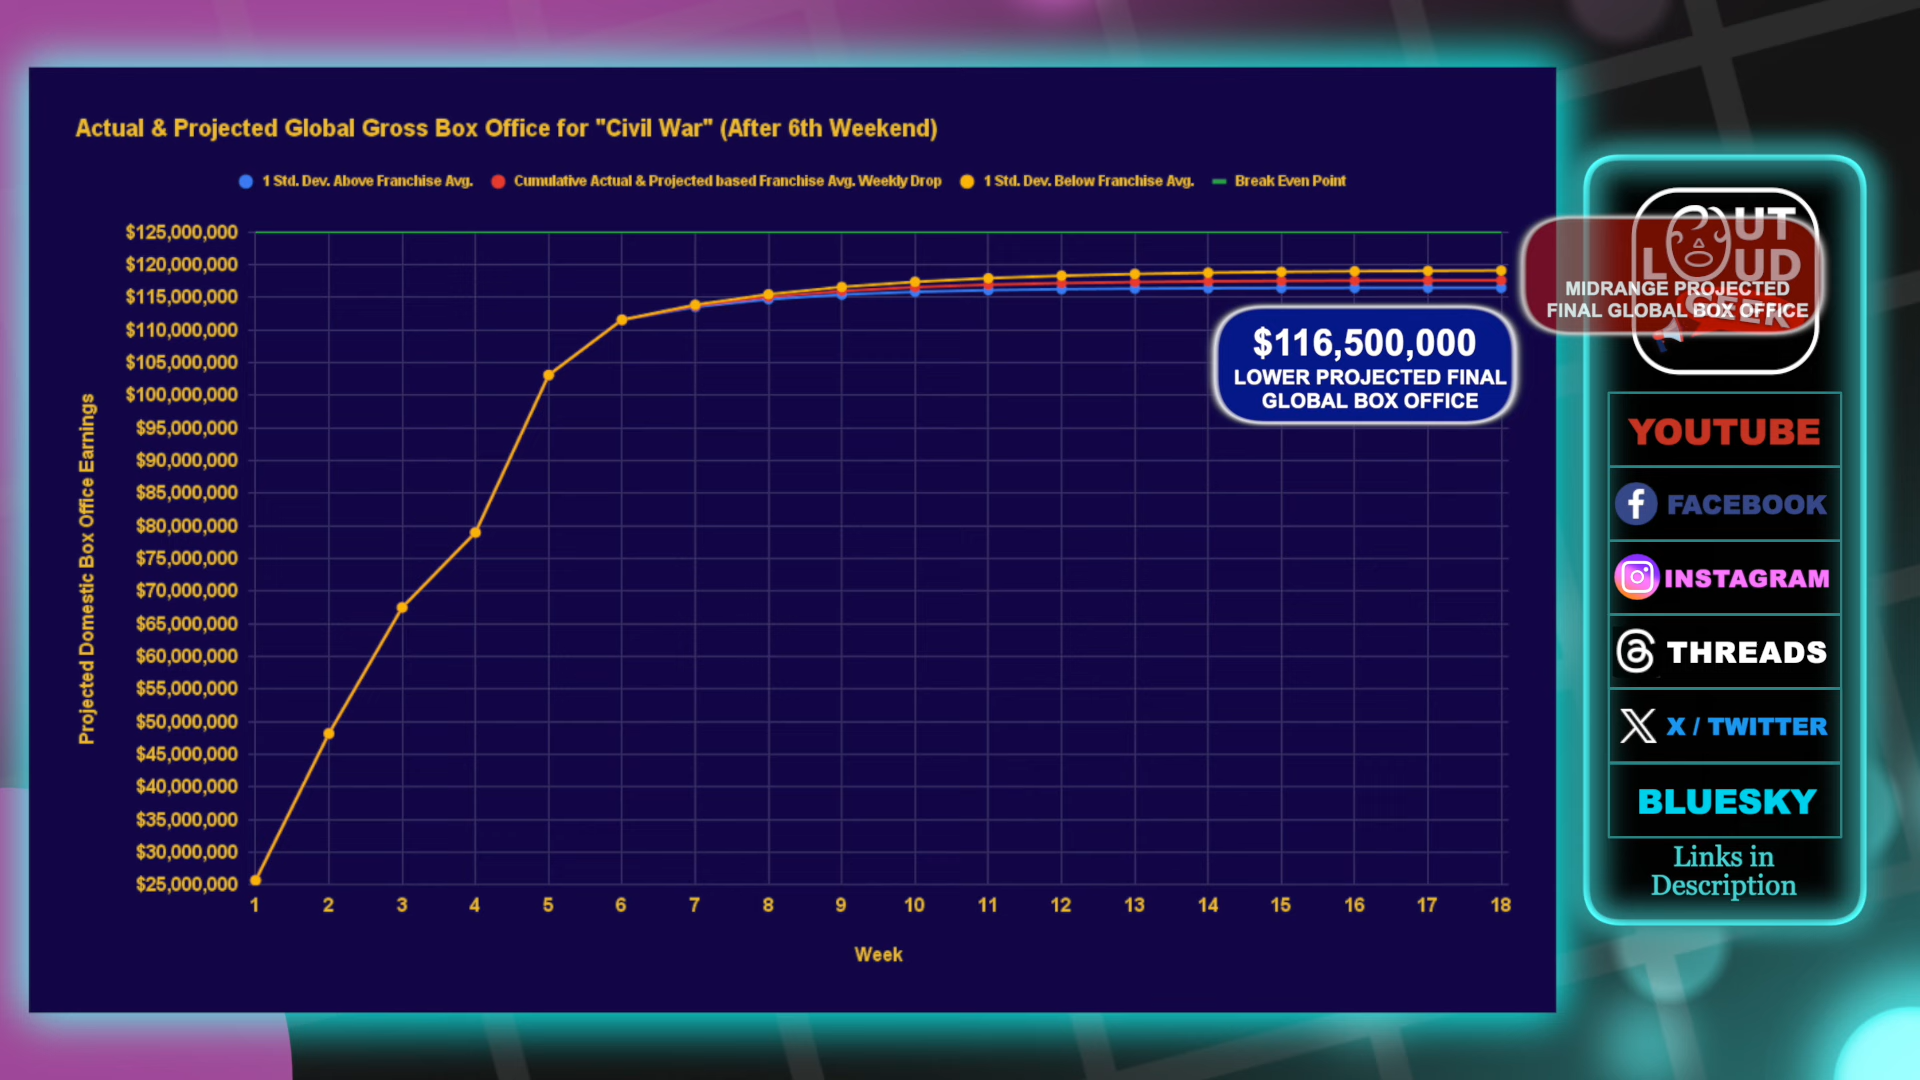 Actual & Projected Global Gross Box Office for "Civil War" (After 6th Weekend)
1 Std. Dev. Above Franchise Avg.
Cumulative Actual & Projected based Franchise Avg. Weekly Drop
1 Std. Dev. Below Franchise Avg.
Break Even Point
Projected Domestic Box Office Earnings
$125,000,000
$120,000,000
$115,000,000
$110,000,000
$105,000,000
$100,000,000
$95,000,000
$90,000,000
$85,000,000
$80,000,000
$75,000,000
$70,000,000
$65,000,000
$60,000,000
$55,000,000
$50,000,000
$45,000,000
$40,000,000
$35,000,000
$30,000,000
$25,000,000
1 2 3 4 5 6 7 8 9 10 11 12 13 14 15 16 17 18
Week
$116,500,000
LOWER PROJECTED FINAL
GLOBAL BOX OFFICE
OUT
LOUD
GEEK
MIDRANGE PROJECTED
FINAL GLOBAL BOX OFFICE
YOUTUBE
FACEBOOK
INSTAGRAM
THREADS
X / TWITTER
BLUESKY
Links in
Description